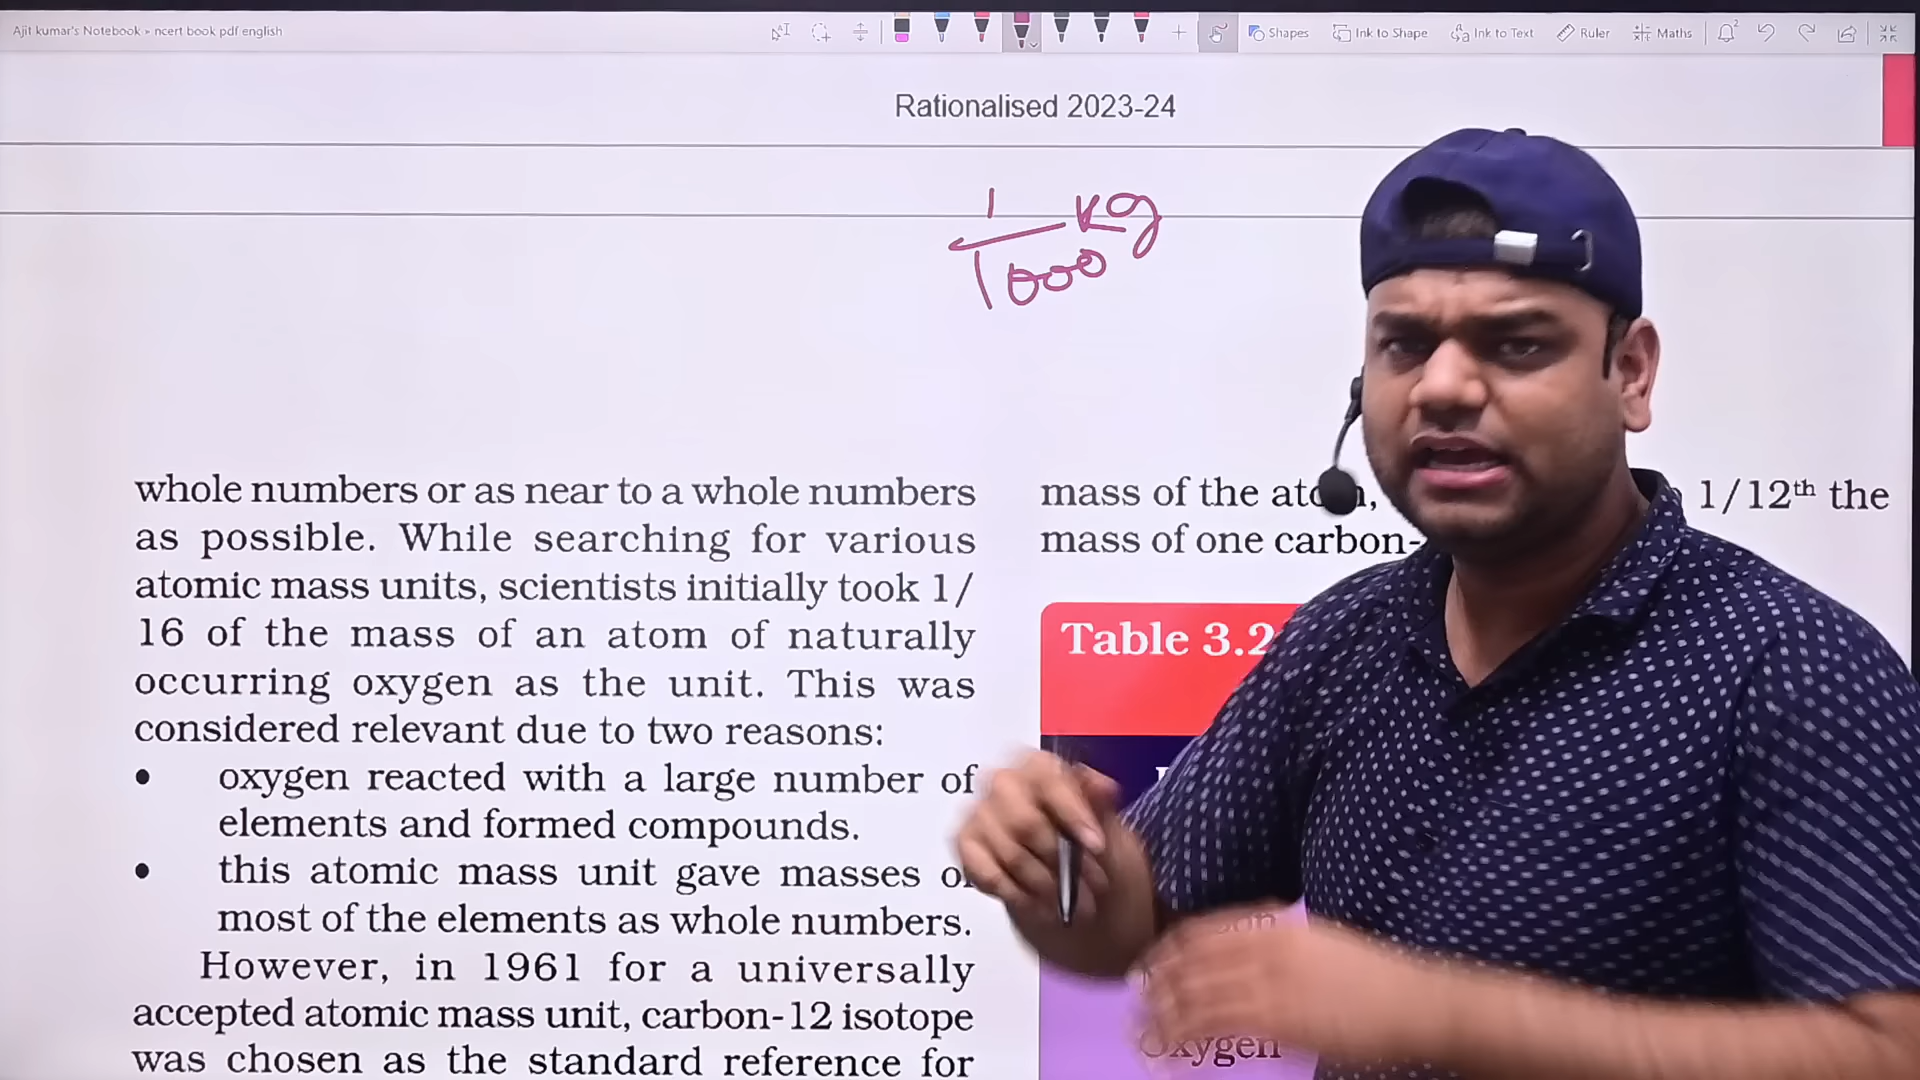 Ajit kumar's Notebook » ncert book pdf english
Shapes
Ink to Shape
Ink to Text
Ruler
Maths
2
Rationalised 2023-24
1
kg
1000
whole numbers or as near to a whole numbers
as possible. While searching for various
atomic mass units, scientists initially took 1/
16 of the mass of an atom of naturally
occurring oxygen as the unit. This was
considered relevant due to two reasons:
• oxygen reacted with a large number of
elements and formed compounds.
• this atomic mass unit gave masses of
most of the elements as whole numbers.
However, in 1961 for a universally
accepted atomic mass unit, carbon-12 isotope
was chosen as the standard reference for
mass of the atom, 1/12th the
mass of one carbon-
Table 3.2
Oxygen